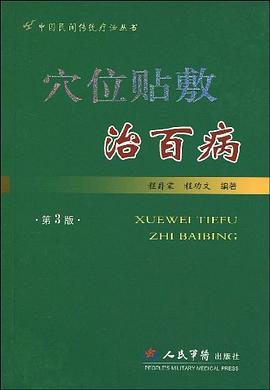 中国民间传统疗法丛书
穴位贴敷
治百病
程爵棠 程功文 编著
·第3版·
XUEWEI TIEFU
ZHI BAIBING
人民军医出版社
PEOPLE'S MILITARY MEDICAL PRESS